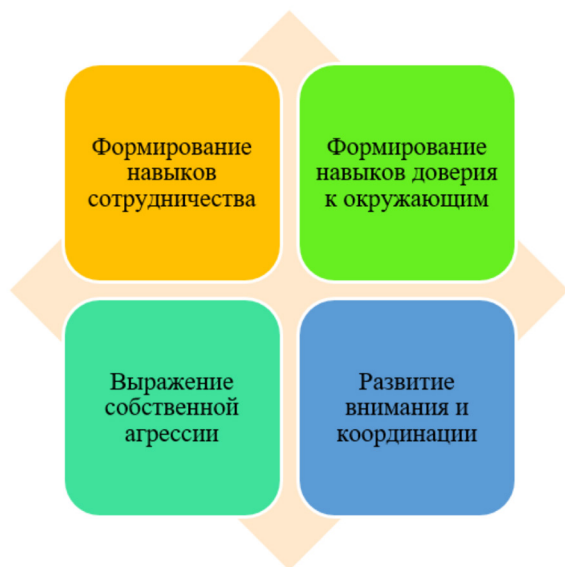 Формирование
навыков
сотрудничества
Формирование
навыков доверия
к окружающим
Выражение
собственной
агрессии
Развитие
внимания и
координации